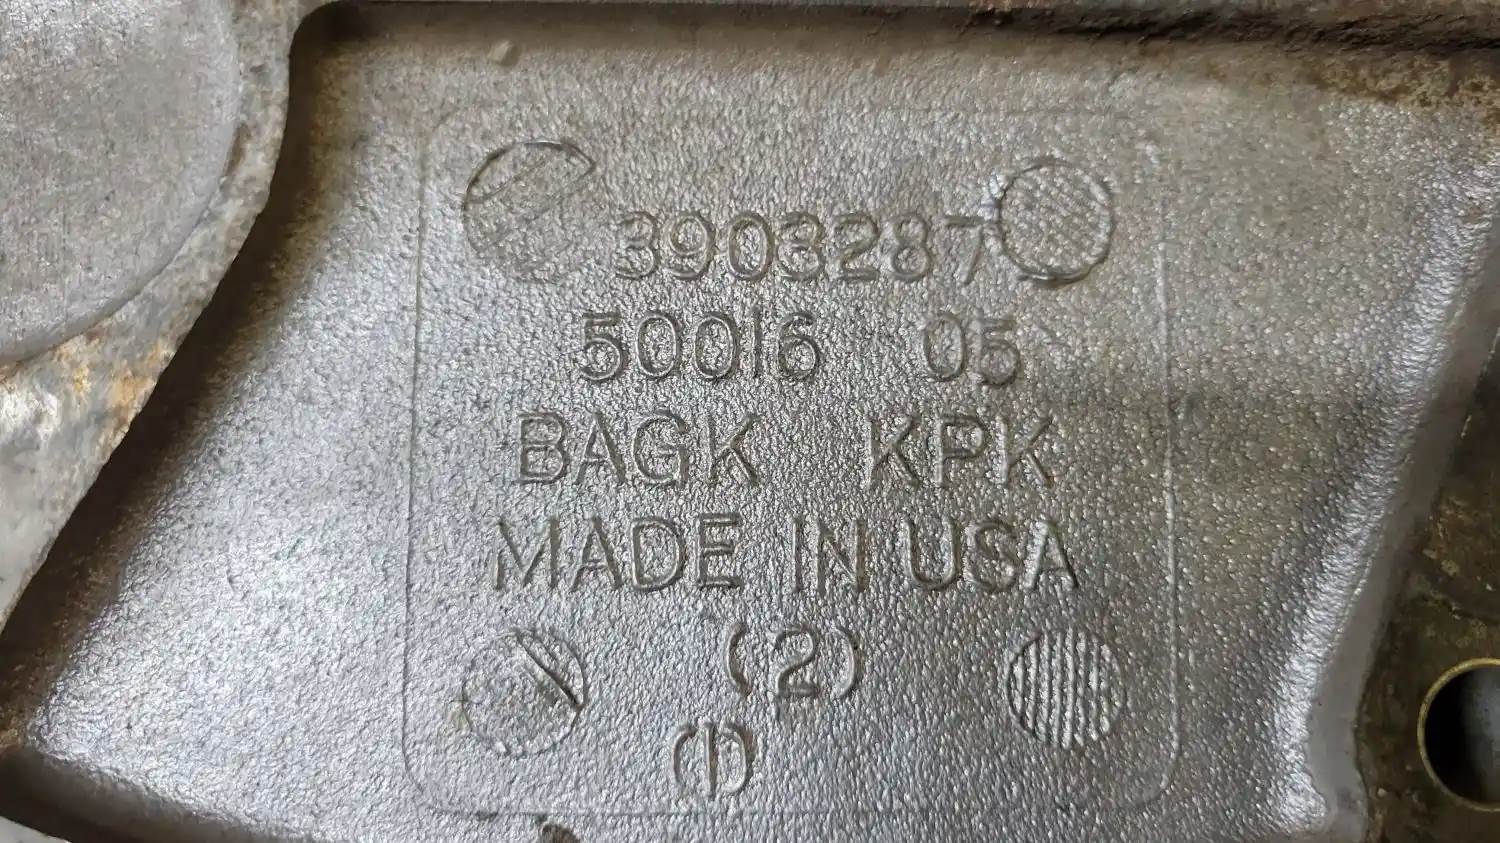 3903287
50016 05
BAGK KPK
MADE IN USA
(2)
(1)